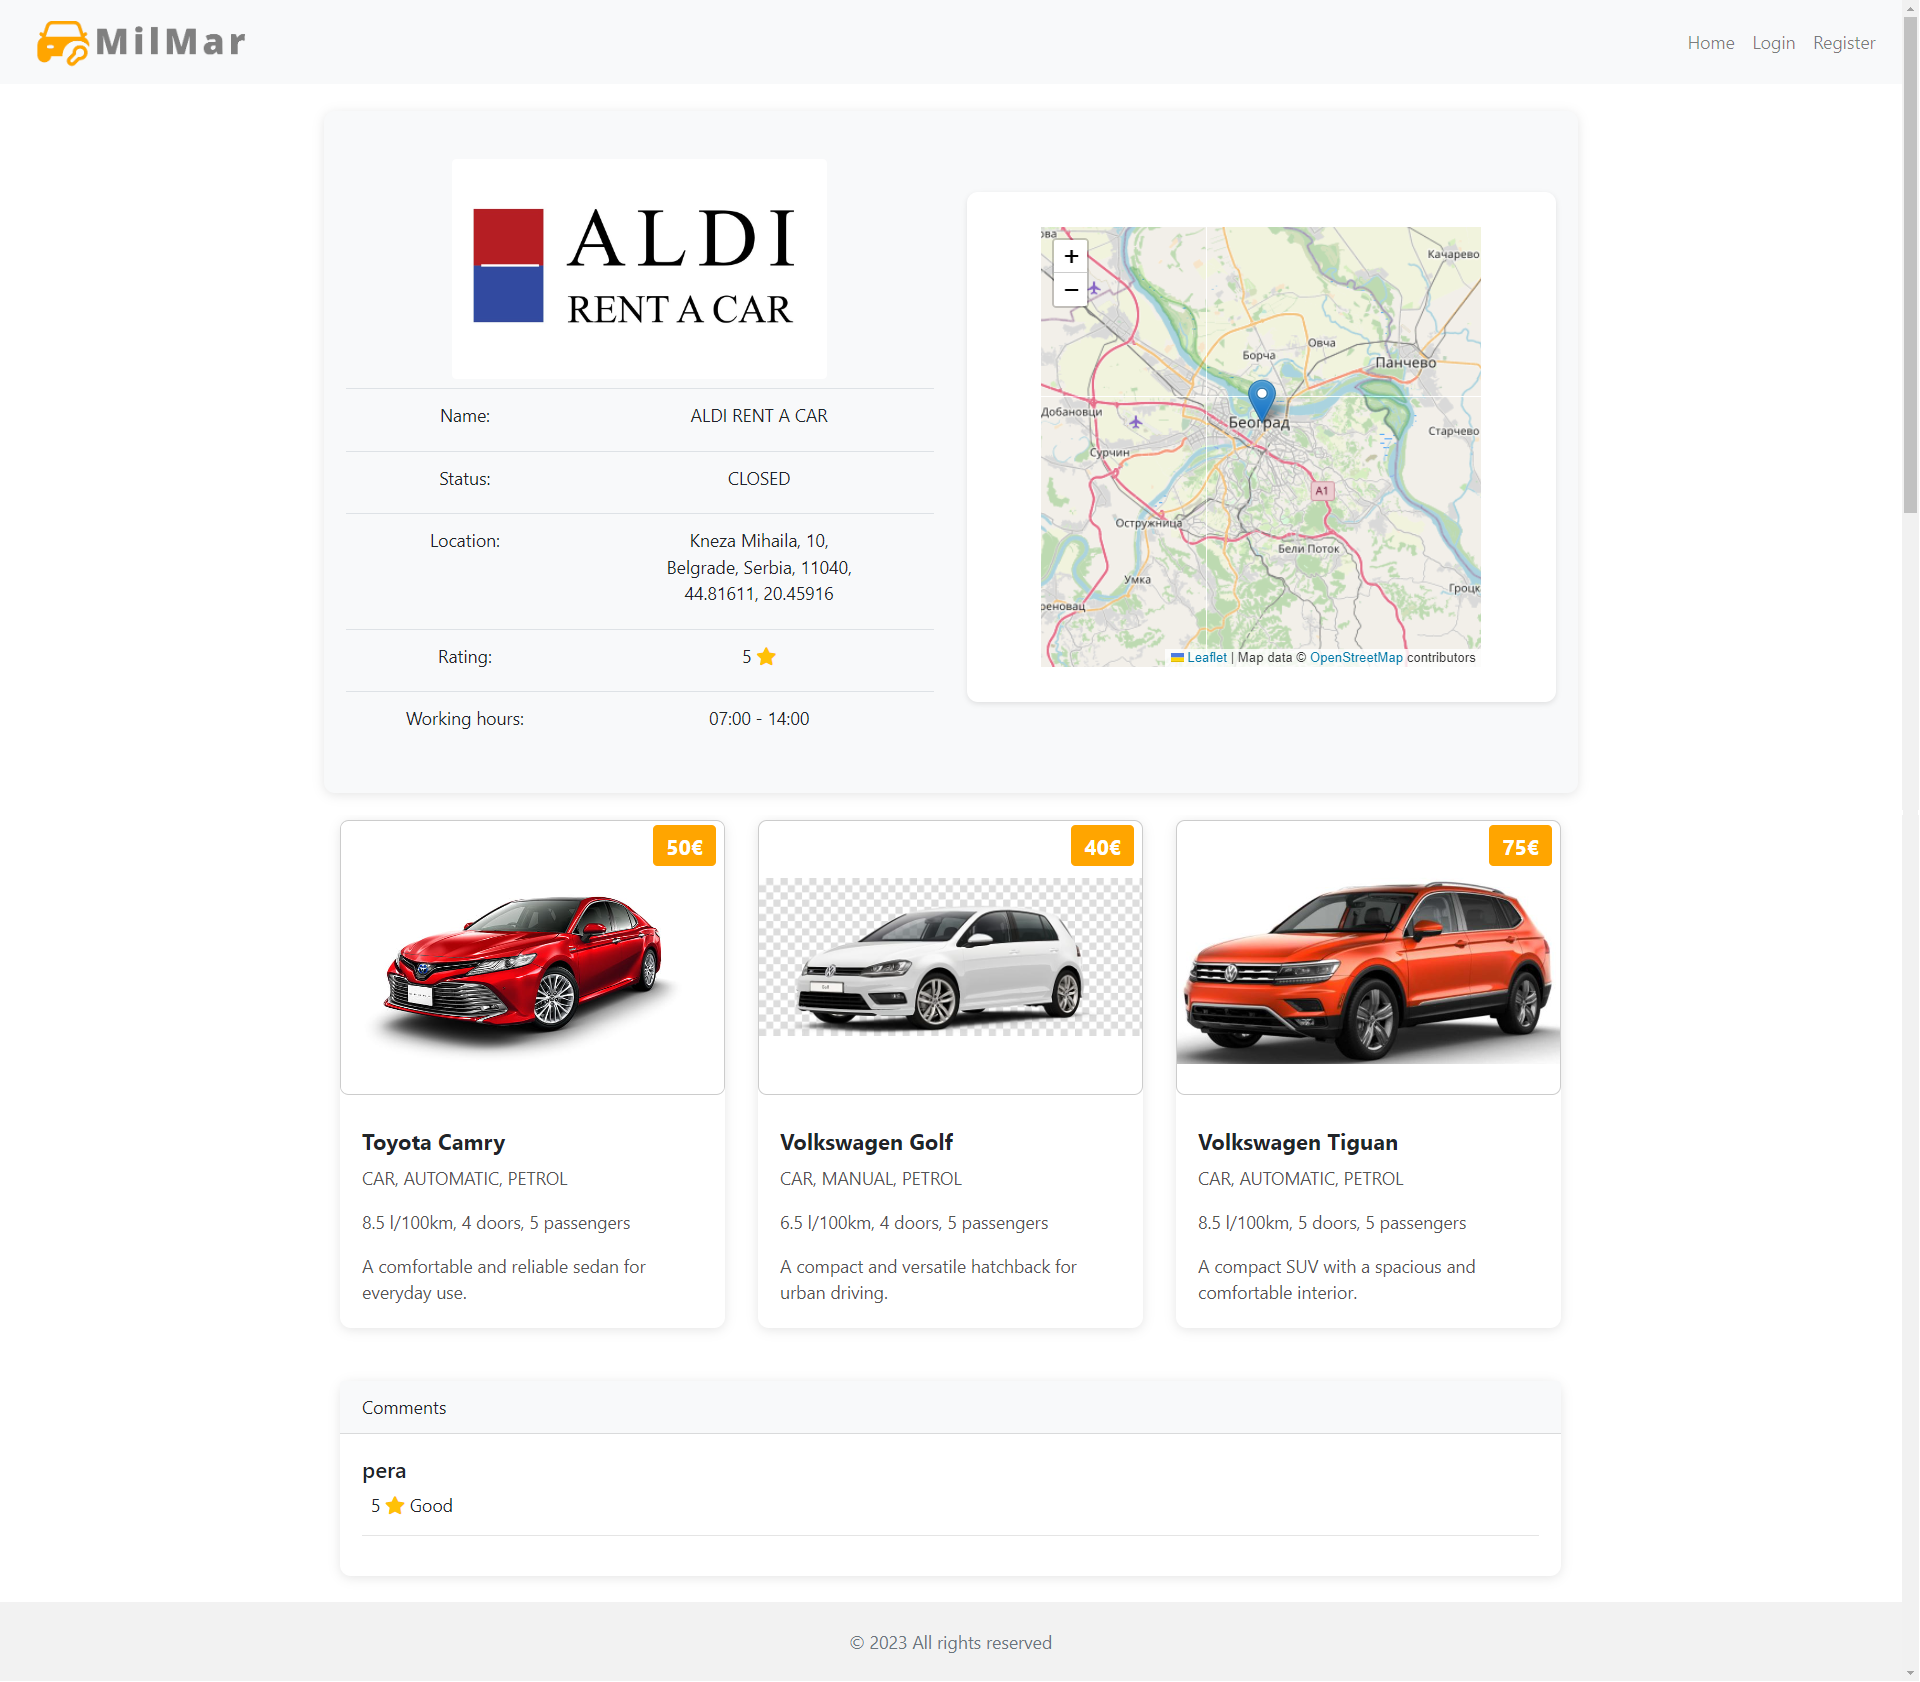 MilMar
Home Login Register
ALDI
RENT A CAR
Name: ALDI RENT A CAR
Status: CLOSED
Location: Kneza Mihaila, 10,
Belgrade, Serbia, 11040,
44.81611, 20.45916
Rating: 5
Working hours: 07:00 - 14:00
+
−
Качарево
Овча
Борча
Панчево
Добановци
Београд
Старчево
Сурчин
A1
Остружница
Бели Поток
Умка
Гроцк
реновац
Leaflet | Map data © OpenStreetMap contributors
50€
Toyota Camry
CAR, AUTOMATIC, PETROL
8.5 l/100km, 4 doors, 5 passengers
A comfortable and reliable sedan for
everyday use.
40€
Golf
Volkswagen Golf
CAR, MANUAL, PETROL
6.5 l/100km, 4 doors, 5 passengers
A compact and versatile hatchback for
urban driving.
75€
Volkswagen Tiguan
CAR, AUTOMATIC, PETROL
8.5 l/100km, 5 doors, 5 passengers
A compact SUV with a spacious and
comfortable interior.
Comments
pera
5 Good
© 2023 All rights reserved